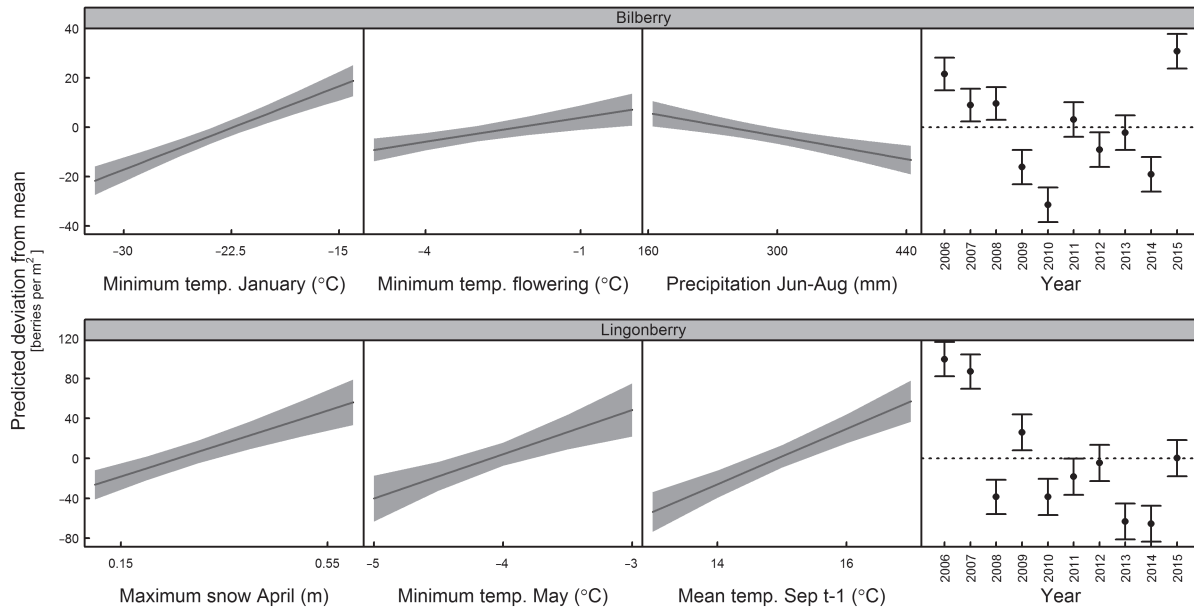 Bilberry
Predicted deviation from mean
[berries per m²]
40
20
0
−20
−40
−30 −22.5 −15
−4 −1
160 300 440
2006 2007 2008 2009 2010 2011 2012 2013 2014 2015
Minimum temp. January (°C)
Minimum temp. flowering (°C)
Precipitation Jun-Aug (mm)
Year
Lingonberry
120
80
40
0
−40
−80
0.15 0.55
−5 −4 −3
14 16
2006 2007 2008 2009 2010 2011 2012 2013 2014 2015
Maximum snow April (m)
Minimum temp. May (°C)
Mean temp. Sep t-1 (°C)
Year